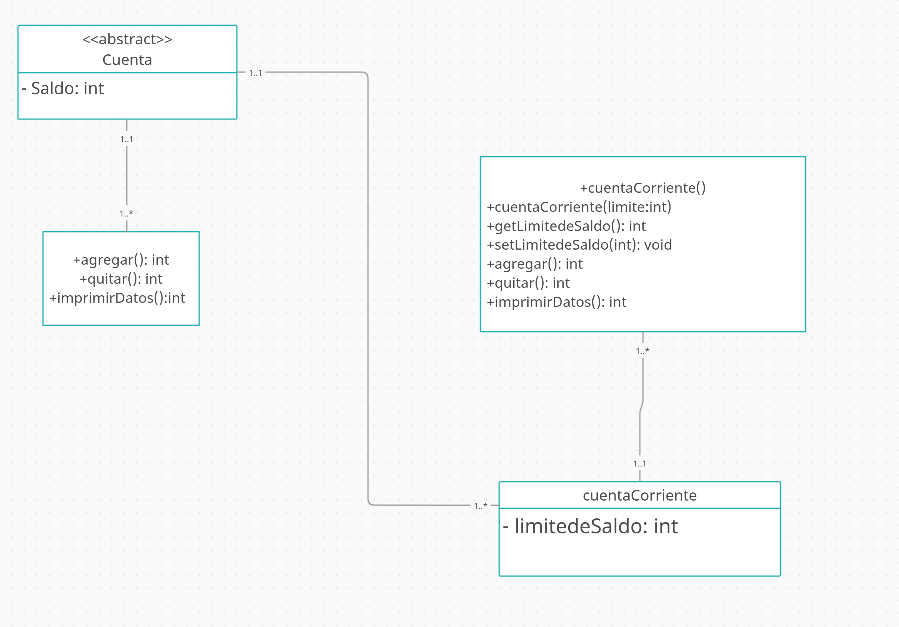 <<abstract>>
Cuenta
- Saldo: int
1..1
1..1
1..*
+agregar(): int
+quitar(): int
+imprimirDatos():int
+cuentaCorriente()
+cuentaCorriente(limite:int)
+getLimitedeSaldo(): int
+setLimitedeSaldo(int): void
+agregar(): int
+quitar(): int
+imprimirDatos(): int
1..*
1..1
1..*
cuentaCorriente
- limitedeSaldo: int